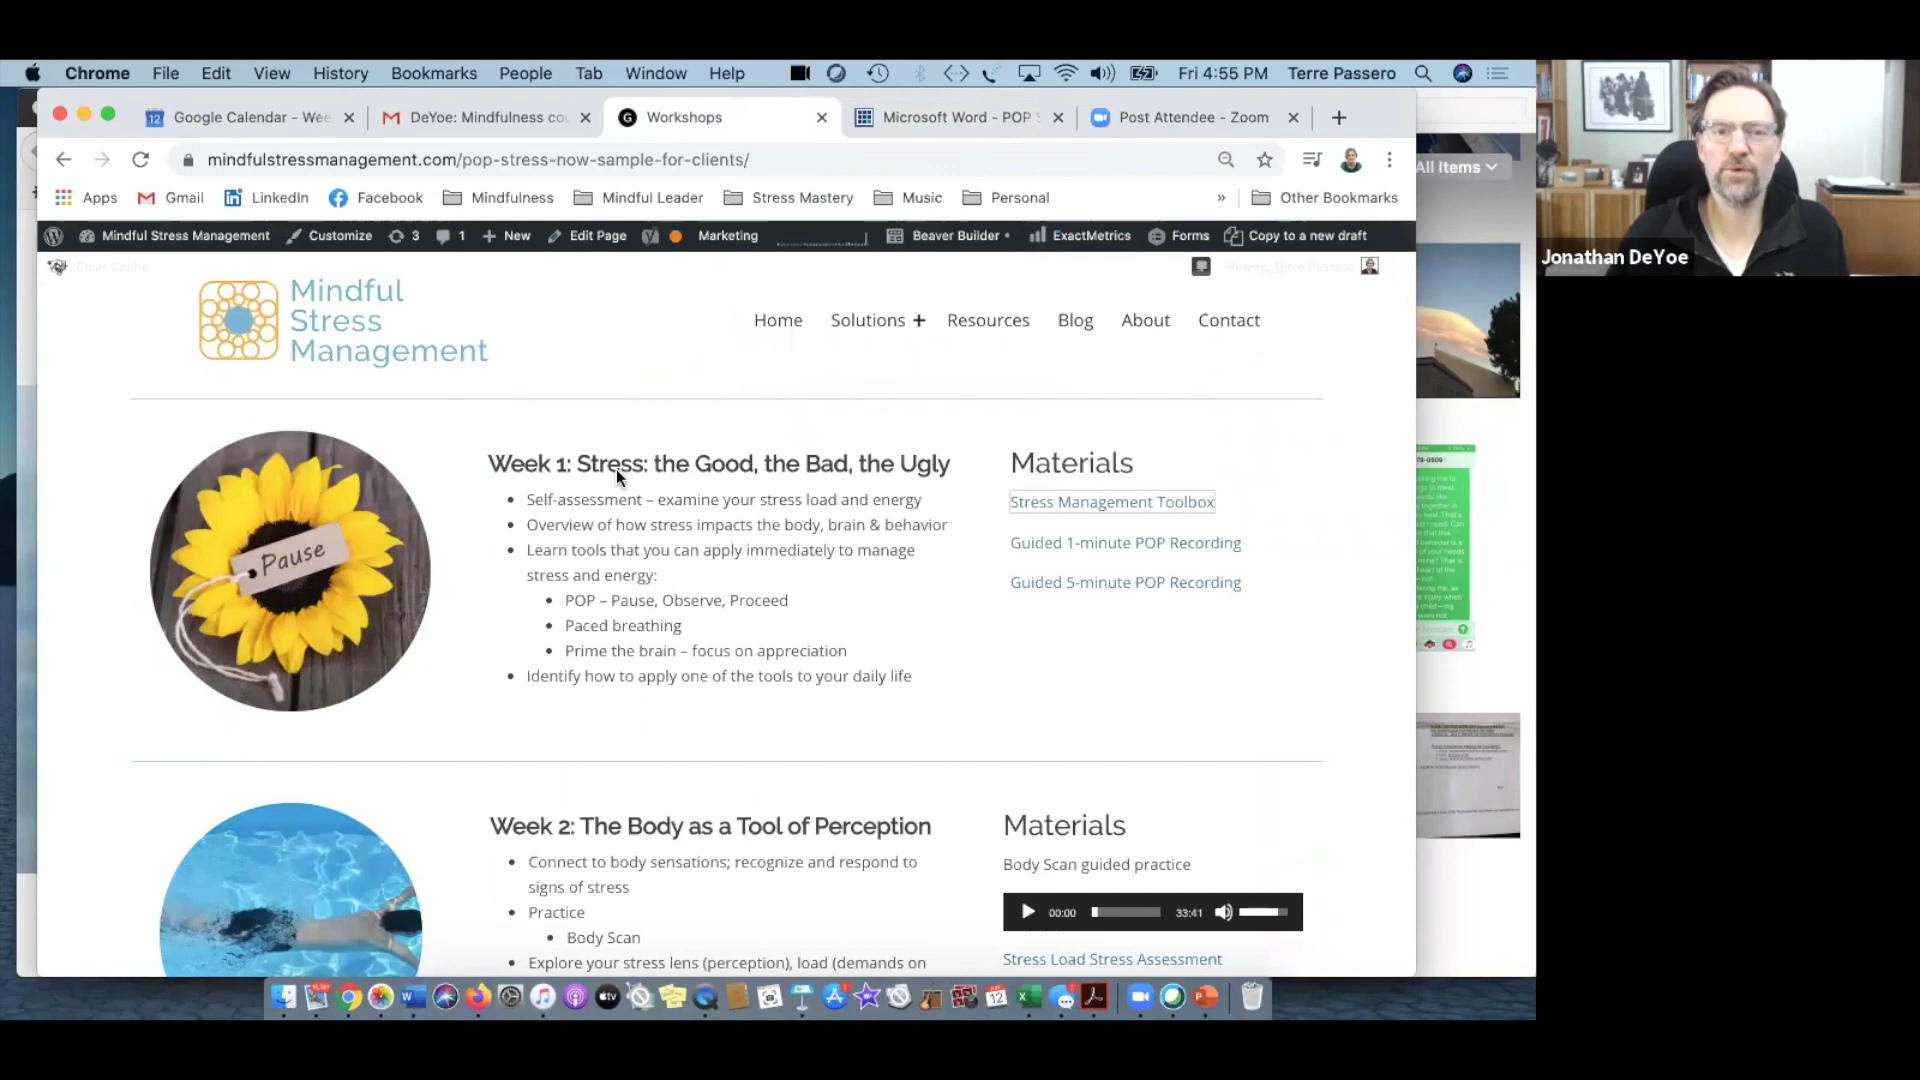 Chrome File Edit View History Bookmarks People Tab Window Help Fri 4:55 PM Terre Passero
Google Calendar - Wee
DeYoe: Mindfulness co
Workshops
Microsoft Word - POP
Post Attendee - Zoom
mindfulstressmanagement.com/pop-stress-now-sample-for-clients/
All Items
Apps Gmail LinkedIn Facebook Mindfulness Mindful Leader Stress Mastery Music Personal » Other Bookmarks
Mindful Stress Management Customize 3 1 New Edit Page Marketing Beaver Builder ExactMetrics Forms Copy to a new draft
Clear Cache
Howdy, Terre Passero
Jonathan DeYoe
Mindful
Stress
Management
Home Solutions + Resources Blog About Contact
Pause
Week 1: Stress: the Good, the Bad, the Ugly
Self-assessment – examine your stress load and energy
Overview of how stress impacts the body, brain & behavior
Learn tools that you can apply immediately to manage
stress and energy:
POP – Pause, Observe, Proceed
Paced breathing
Prime the brain – focus on appreciation
Identify how to apply one of the tools to your daily life
Materials
Stress Management Toolbox
Guided 1-minute POP Recording
Guided 5-minute POP Recording
Week 2: The Body as a Tool of Perception
Connect to body sensations; recognize and respond to
signs of stress
Practice
Body Scan
Explore your stress lens (perception), load (demands on
Materials
Body Scan guided practice
00:00 33:41
Stress Load Stress Assessment